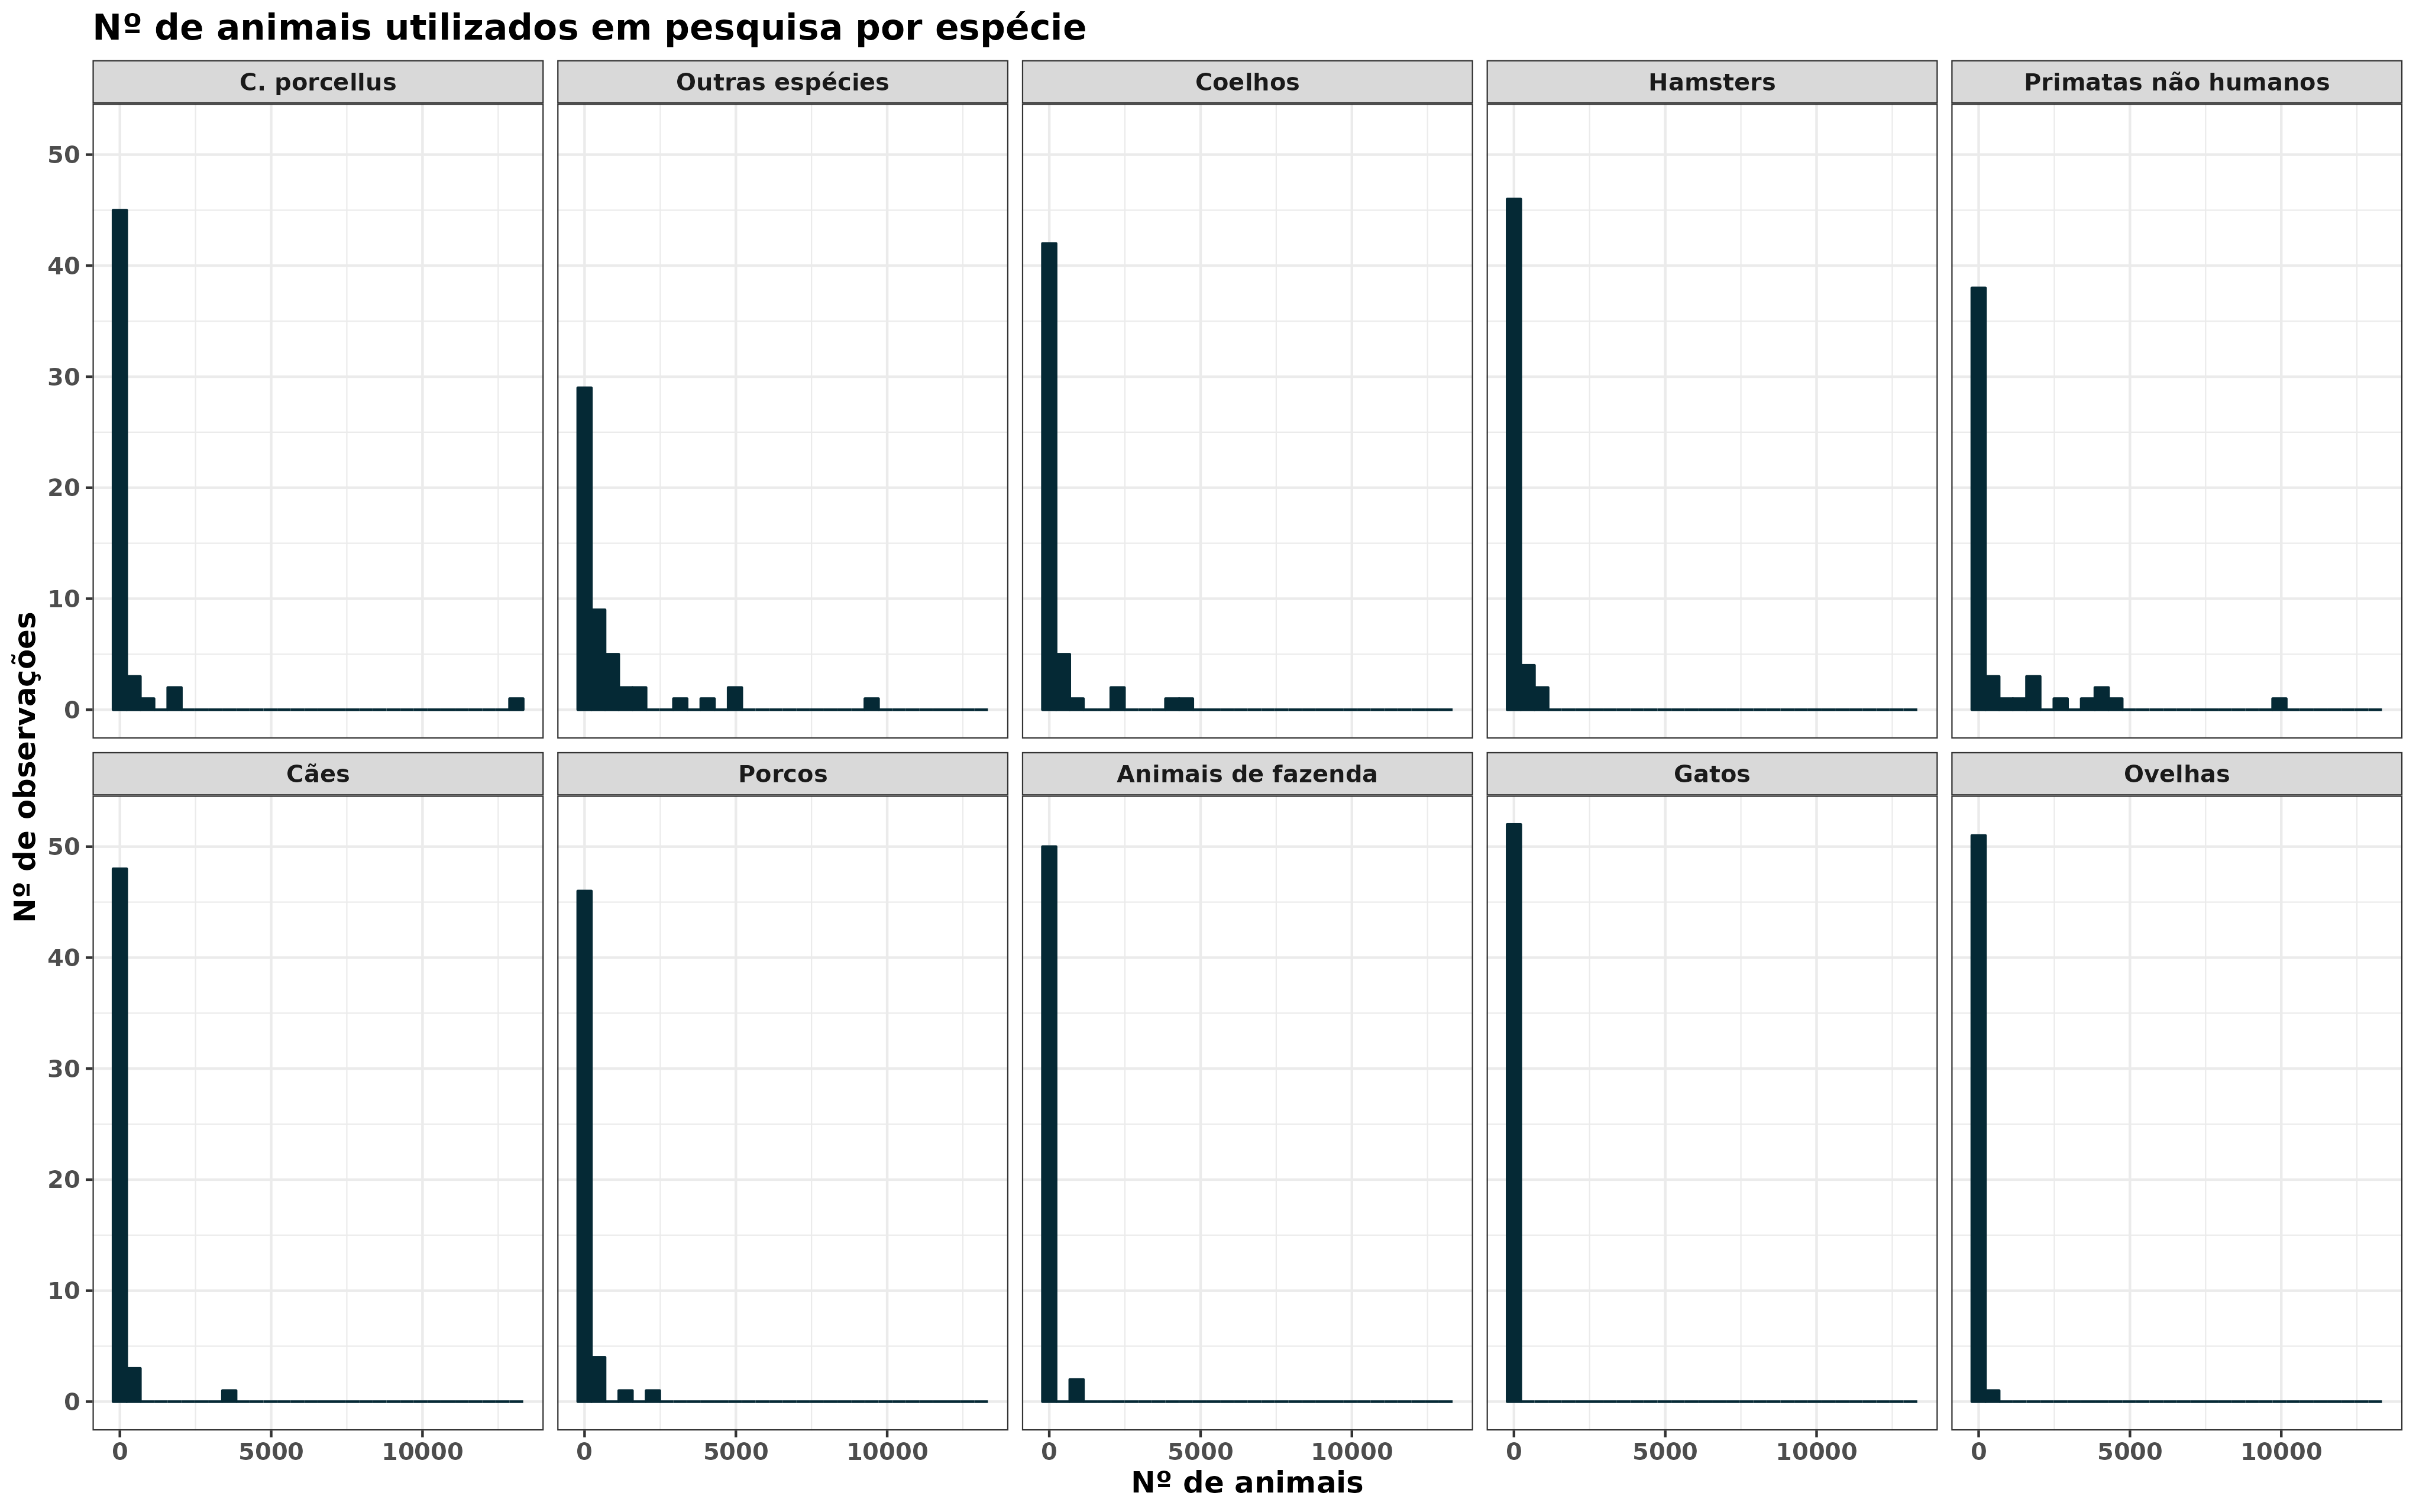 Nº de animais utilizados em pesquisa por espécie
C. porcellus
Outras espécies
Coelhos
Hamsters
Primatas não humanos
50
40
30
20
10
0
Cães
Porcos
Animais de fazenda
Gatos
Ovelhas
50
40
30
20
10
0
Nº de observações
0 5000 10000
0 5000 10000
0 5000 10000
0 5000 10000
0 5000 10000
Nº de animais